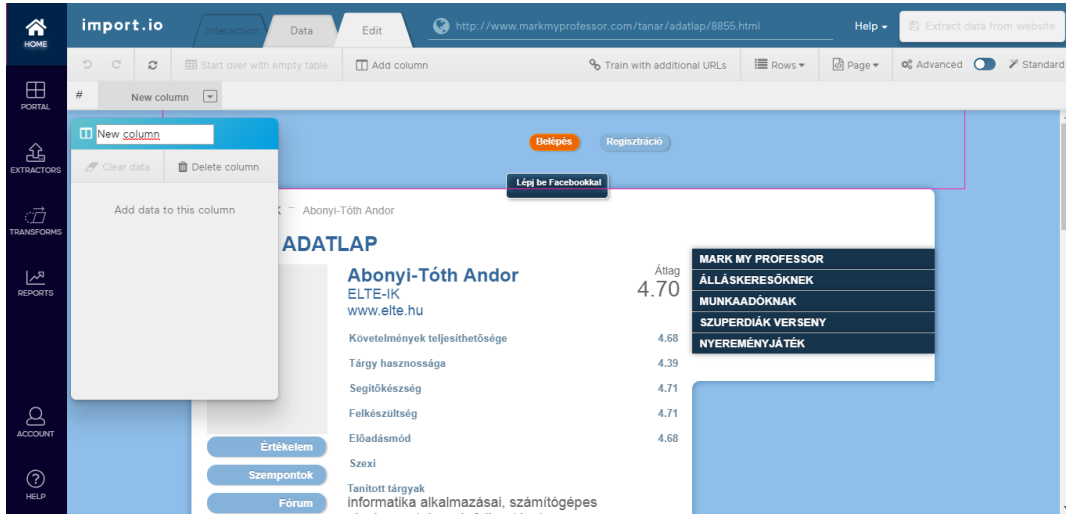 HOME
PORTAL
EXTRACTORS
TRANSFORMS
REPORTS
ACCOUNT
HELP
import.io
Interaction
Data
Edit
http://www.markmyprofessor.com/tanar/adatlap/8855.html
Help
Extract data from website
Start over with empty table
Add column
Train with additional URLs
Rows
Page
Advanced
Standard
#
New column
New column
Clear data
Delete column
Add data to this column
Belépés
Regisztráció
Lépj be Facebookkal
Abonyi-Tóth Andor
ADATLAP
Abonyi-Tóth Andor
ELTE-IK
www.elte.hu
Átlag
4.70
Követelmények teljesíthetősége 4.68
Tárgy hasznossága 4.39
Segítőkészség 4.71
Felkészültség 4.71
Előadásmód 4.68
Szexi
Tanított tárgyak
informatika alkalmazásai, számítógépes
Értékelem
Szempontok
Fórum
MARK MY PROFESSOR
ÁLLÁSKERESŐKNEK
MUNKAADÓKNAK
SZUPERDIÁK VERSENY
NYEREMÉNYJÁTÉK